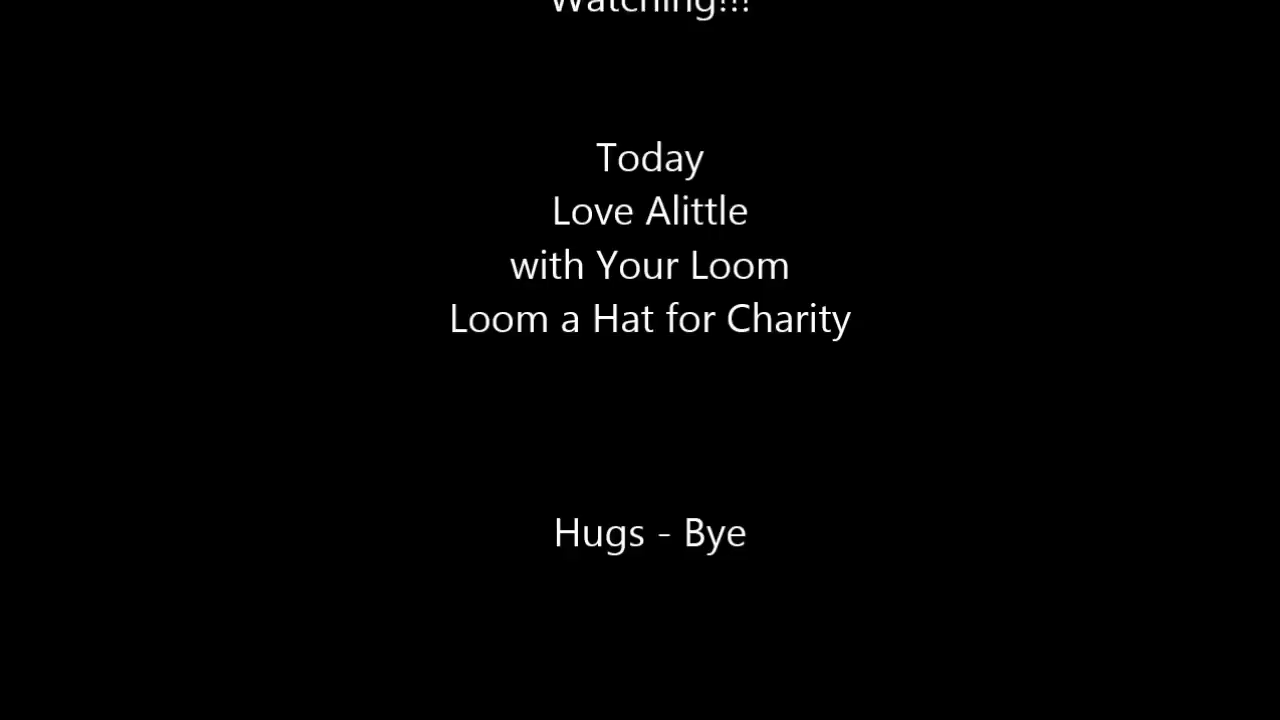 Watching!!!
Today
Love Alittle
with Your Loom
Loom a Hat for Charity
Hugs - Bye